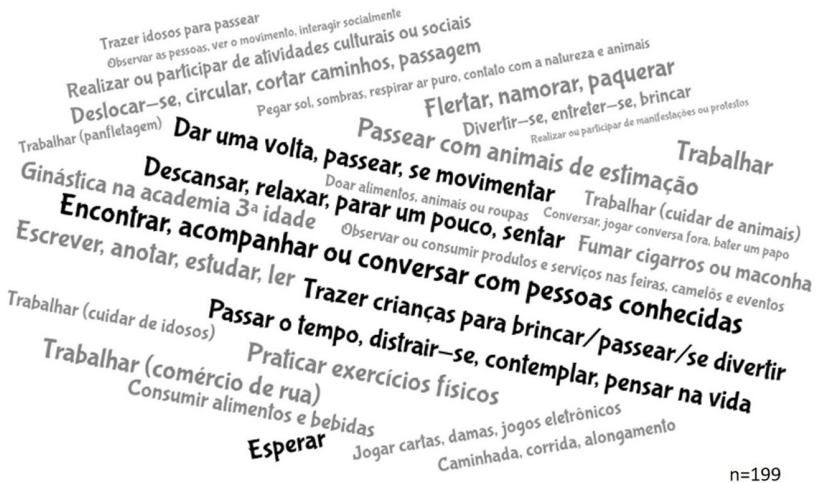 Trazer idosos para passear
Observar as pessoas, ver o movimento, interagir socialmente
Realizar ou participar de atividades culturais ou sociais
Deslocar-se, circular, cortar caminhos, passagem
Pegar sol, sombras, respirar ar puro, contato com a natureza e animais
Flertar, namorar, paquerar
Divertir-se, entreter-se, brincar
Realizar ou participar de manifestações ou protestos
Trabalhar (panfletagem)
Dar uma volta, passear, se movimentar
Passear com animais de estimação
Trabalhar
Ginástica na academia 3ª idade
Descansar, relaxar, parar um pouco, sentar
Doar alimentos, animais ou roupas
Trabalhar (cuidar de animais)
Conversar, jogar conversa fora, bater um papo
Encontrar, acompanhar ou conversar com pessoas conhecidas
Observar ou consumir produtos e serviços nas feiras, camelôs e eventos
Fumar cigarros ou maconha
Escrever, anotar, estudar, ler
Trazer crianças para brincar/passear/se divertir
Trabalhar (cuidar de idosos)
Passar o tempo, distrair-se, contemplar, pensar na vida
Trabalhar (comércio de rua)
Praticar exercícios físicos
Consumir alimentos e bebidas
Esperar
Jogar cartas, damas, jogos eletrônicos
Caminhada, corrida, alongamento
n=199